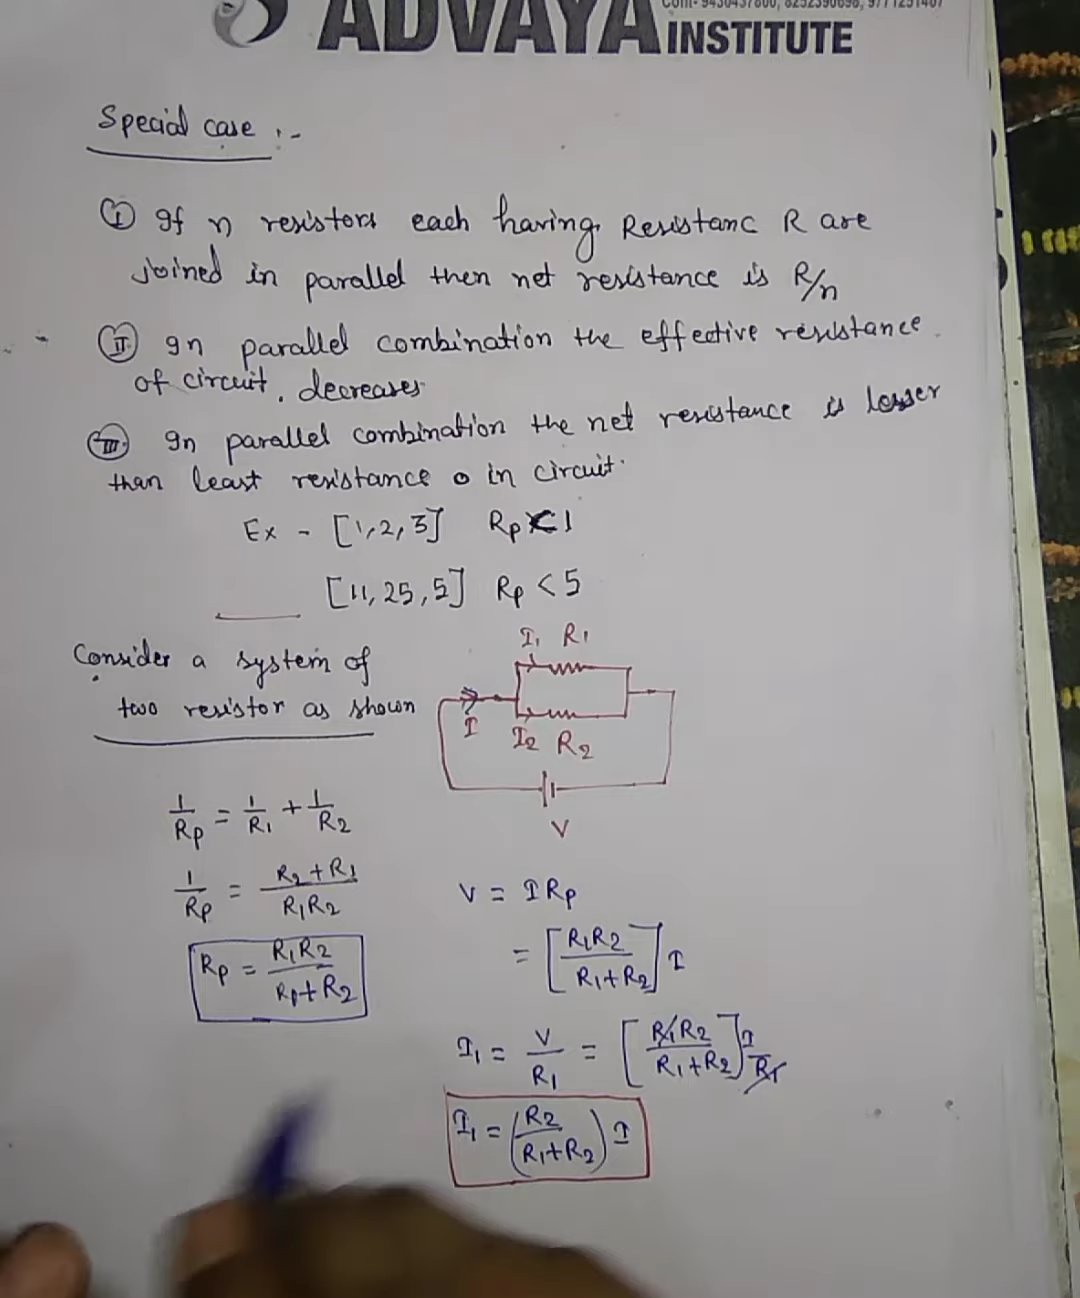 Com- 9430437800, 8252390698, 9771251407
ADVAYA INSTITUTE
Special case :-
(I) If n resistors each having Resistanc R are
joined in parallel then net resistance is R/n
(II) In parallel combination the effective resistance
of circuit. decreases
(III) In parallel combination the net resistance is lesser
than least resistance in circuit.
Ex - [1,2,3] Rp<1
[11,25,5] Rp < 5
Consider a system of
two resistor as shown
I1 R1
I
I2 R2
V
1/Rp = 1/R1 + 1/R2
1/Rp = (R2+R1)/(R1R2)
Rp = (R1R2)/(R1+R2)
V = IRp
= [R1R2/(R1+R2)] I
I1 = V/R1 = [R1R2/(R1+R2)] I/R1
I1 = (R2/(R1+R2)) I